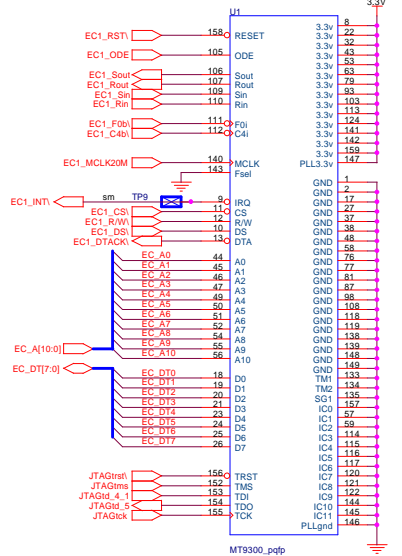 U1
3.3V
EC1_RST\ 158 RESET
EC1_ODE 105 ODE
EC1_Sout 106 Sout
EC1_Rout 107 Rout
EC1_Sin 109 Sin
EC1_Rin 110 Rin
EC1_F0b\ 111 F0i
EC1_C4b\ 112 C4i
EC1_MCLK20M 140 MCLK
143 Fsel
EC1_INT\ sm TP9 9 IRQ
EC1_CS\ 11 CS
EC1_R/W\ 12 R/W
EC1_DS\ 10 DS
EC1_DTACK\ 13 DTA
EC_A0 44 A0
EC_A1 45 A1
EC_A2 46 A2
EC_A3 47 A3
EC_A4 49 A4
EC_A5 50 A5
EC_A6 51 A6
EC_A7 52 A7
EC_A8 54 A8
EC_A9 55 A9
EC_A10 56 A10
EC_A[10:0]
EC_DT[7:0]
EC_DT0 18 D0
EC_DT1 19 D1
EC_DT2 20 D2
EC_DT3 21 D3
EC_DT4 23 D4
EC_DT5 24 D5
EC_DT6 25 D6
EC_DT7 26 D7
JTAGtrst\ 156 TRST
JTAGtms 152 TMS
JTAGtd_4_1 153 TDI
JTAGtd_5 154 TDO
JTAGtck 155 TCK
3.3v 8
3.3v 22
3.3v 32
3.3v 43
3.3v 53
3.3v 63
3.3v 79
3.3v 93
3.3v 103
3.3v 113
3.3v 124
3.3v 141
3.3v 142
3.3v 159
PLL3.3v 147
GND 1
GND 2
GND 17
GND 27
GND 37
GND 38
GND 48
GND 58
GND 76
GND 77
GND 81
GND 87
GND 98
GND 108
GND 118
GND 119
GND 138
GND 139
GND 148
GND 149
TM1 133
TM2 134
SG1 135
IC0 157
IC1 57
IC2 59
IC3 114
IC4 115
IC5 116
IC6 117
IC7 120
IC8 121
IC9 122
IC10 144
IC11 145
PLLgnd 146
MT9300_pqfp